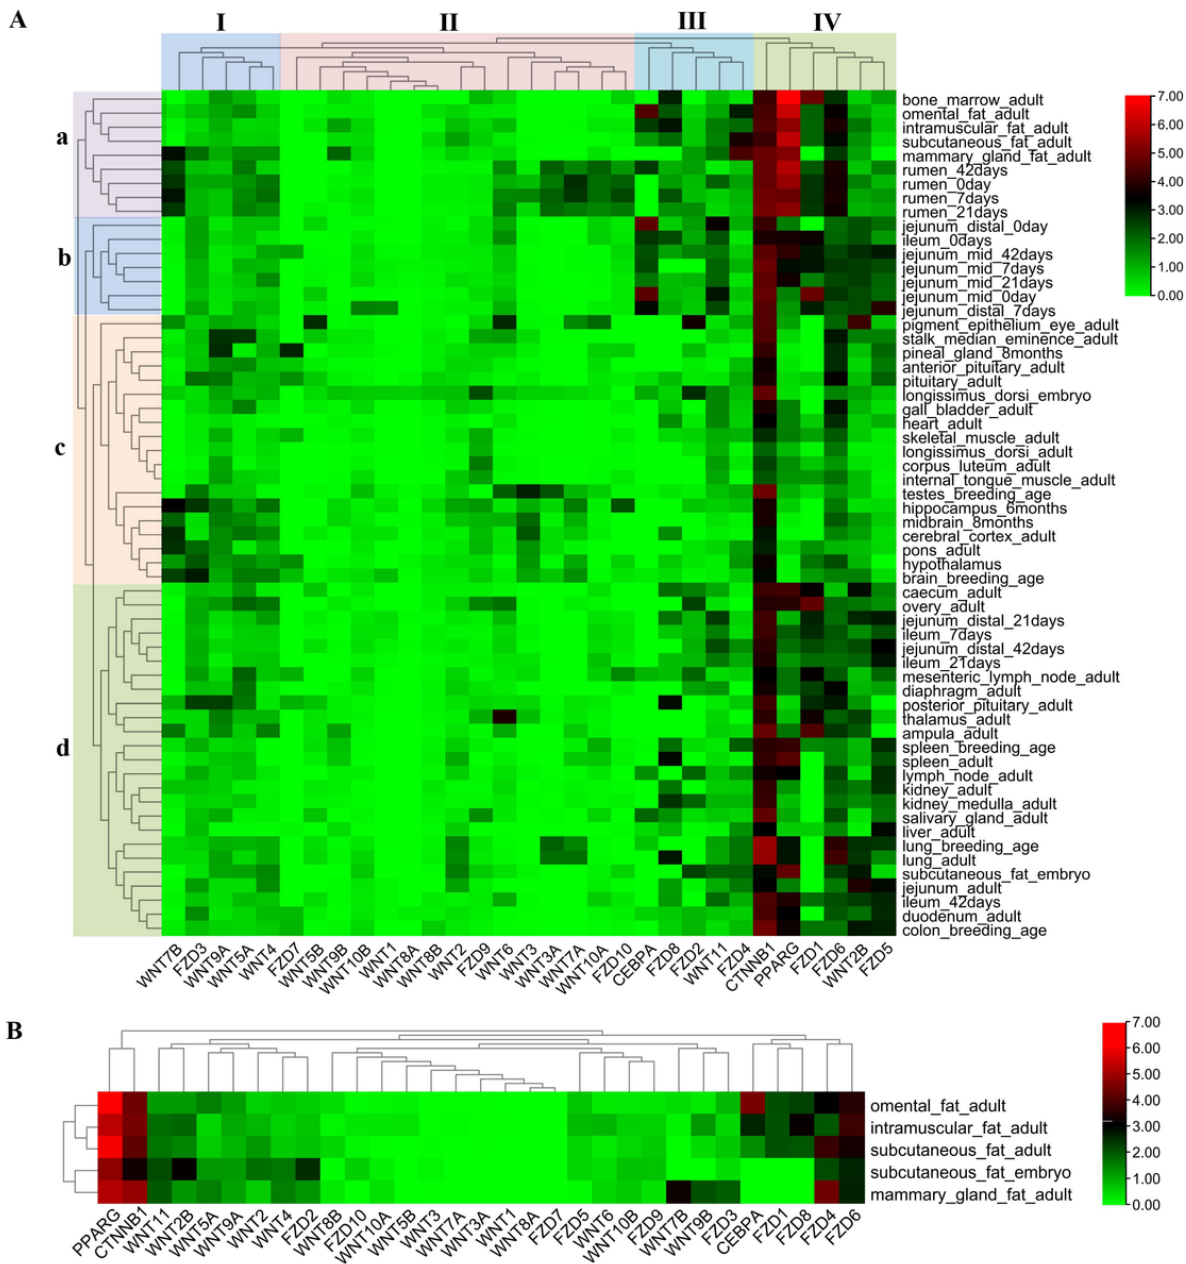 A
I II III IV
a
b
c
d
7.00
6.00
5.00
4.00
3.00
2.00
1.00
0.00
bone_marrow_adult
omental_fat_adult
intramuscular_fat_adult
subcutaneous_fat_adult
mammary_gland_fat_adult
rumen_42days
rumen_0day
rumen_7days
rumen_21days
jejunum_distal_0day
ileum_0days
jejunum_mid_42days
jejunum_mid_7days
jejunum_mid_21days
jejunum_mid_0day
jejunum_distal_7days
pigment_epithelium_eye_adult
stalk_median_eminence_adult
pineal_gland_8months
anterior_pituitary_adult
pituitary_adult
longissimus_dorsi_embryo
gall_bladder_adult
heart_adult
skeletal_muscle_adult
longissimus_dorsi_adult
corpus_luteum_adult
internal_tongue_muscle_adult
testes_breeding_age
hippocampus_6months
midbrain_8months
cerebral_cortex_adult
pons_adult
hypothalamus
brain_breeding_age
caecum_adult
overy_adult
jejunum_distal_21days
ileum_7days
jejunum_distal_42days
ileum_21days
mesenteric_lymph_node_adult
diaphragm_adult
posterior_pituitary_adult
thalamus_adult
ampula_adult
spleen_breeding_age
spleen_adult
lymph_node_adult
kidney_adult
kidney_medulla_adult
salivary_gland_adult
liver_adult
lung_breeding_age
lung_adult
subcutaneous_fat_embryo
jejunum_adult
ileum_42days
duodenum_adult
colon_breeding_age
WNT7B FZD3 WNT9A WNT5A WNT4 FZD7 WNT5B WNT9B WNT10B WNT1 WNT8A WNT8B WNT2 FZD9 WNT6 WNT3 WNT3A WNT7A WNT10A FZD10 CEBPA FZD8 FZD2 WNT11 FZD4 CTNNB1 PPARG FZD1 FZD6 WNT2B FZD5
B
7.00
6.00
5.00
4.00
3.00
2.00
1.00
0.00
omental_fat_adult
intramuscular_fat_adult
subcutaneous_fat_adult
subcutaneous_fat_embryo
mammary_gland_fat_adult
PPARG CTNNB1 WNT11 WNT2B WNT5A WNT9A WNT2 WNT4 FZD2 WNT8B FZD10 WNT10A WNT5B WNT3 WNT7A WNT3A WNT1 WNT8A FZD7 FZD5 WNT6 WNT10B FZD9 WNT7B WNT9B FZD3 CEBPA FZD1 FZD8 FZD4 FZD6